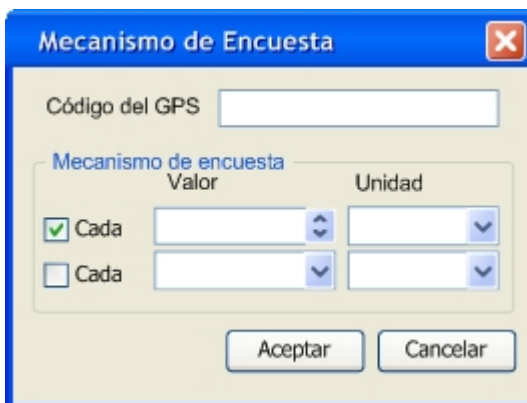 Mecanismo de Encuesta
Código del GPS
Mecanismo de encuesta
Valor Unidad
Cada
Cada
Aceptar Cancelar